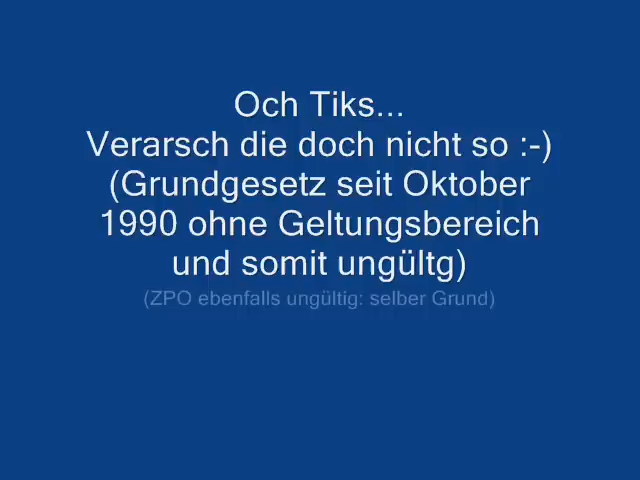 Och Tiks...
Verarsch die doch nicht so :-)
(Grundgesetz seit Oktober
1990 ohne Geltungsbereich
und somit ungültg)
(ZPO ebenfalls ungültig: selber Grund)